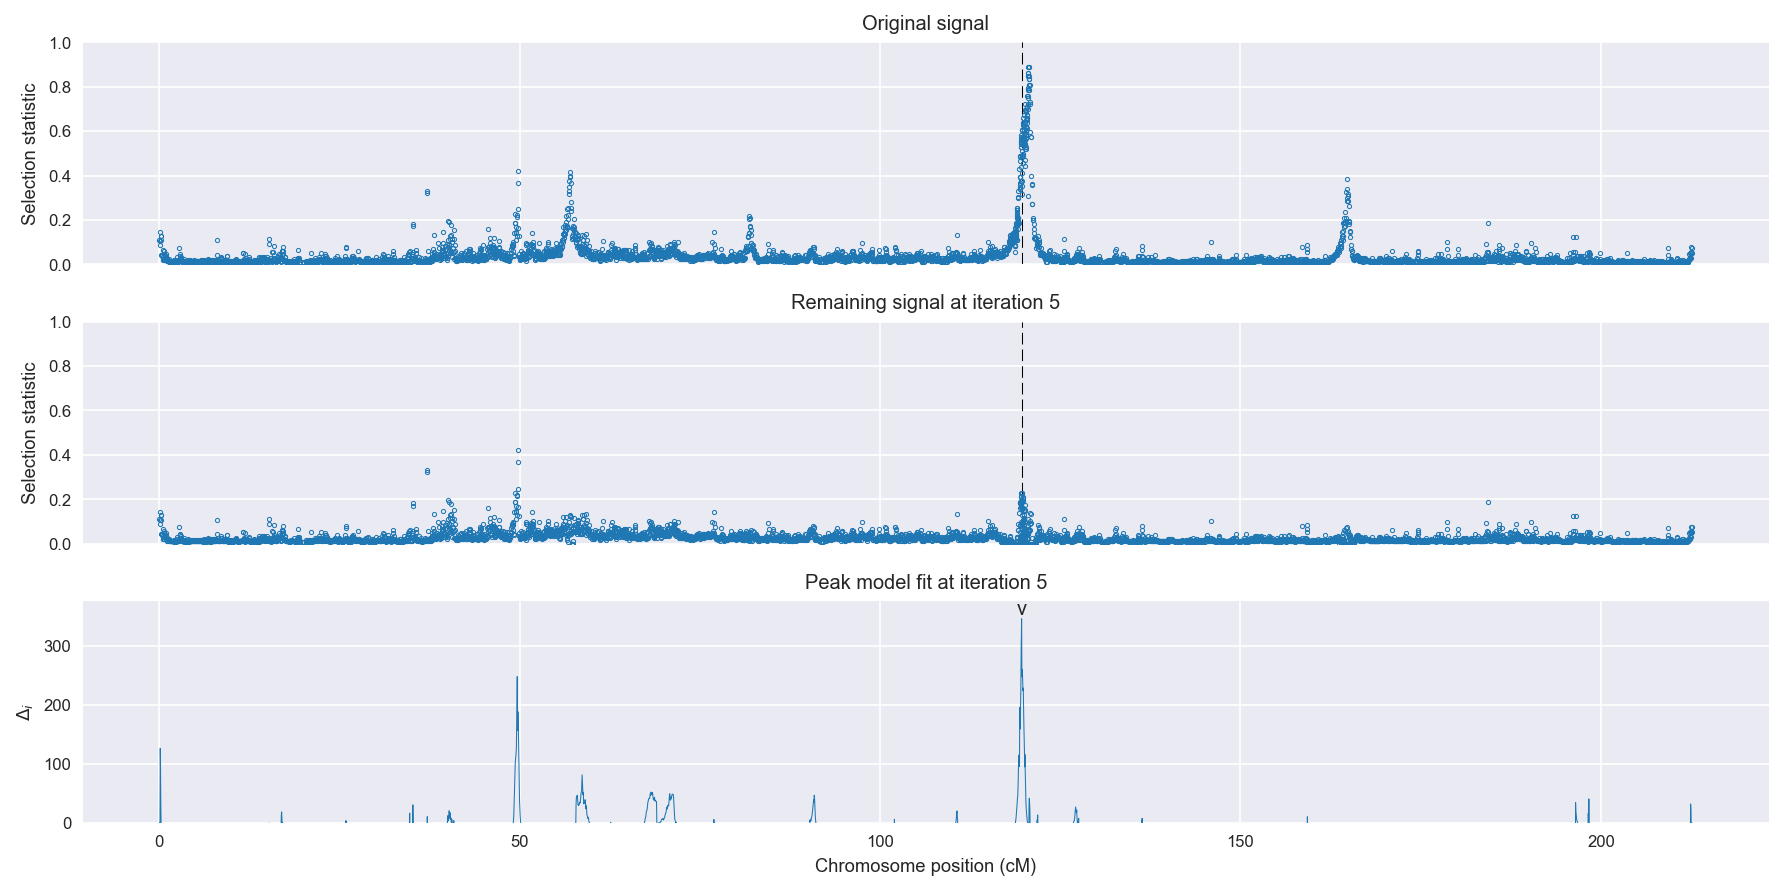 Original signal
1.0
0.8
0.6
0.4
0.2
0.0
Selection statistic
Remaining signal at iteration 5
1.0
0.8
0.6
0.4
0.2
0.0
Selection statistic
Peak model fit at iteration 5
v
300
200
100
0
Δi
0 50 100 150 200
Chromosome position (cM)